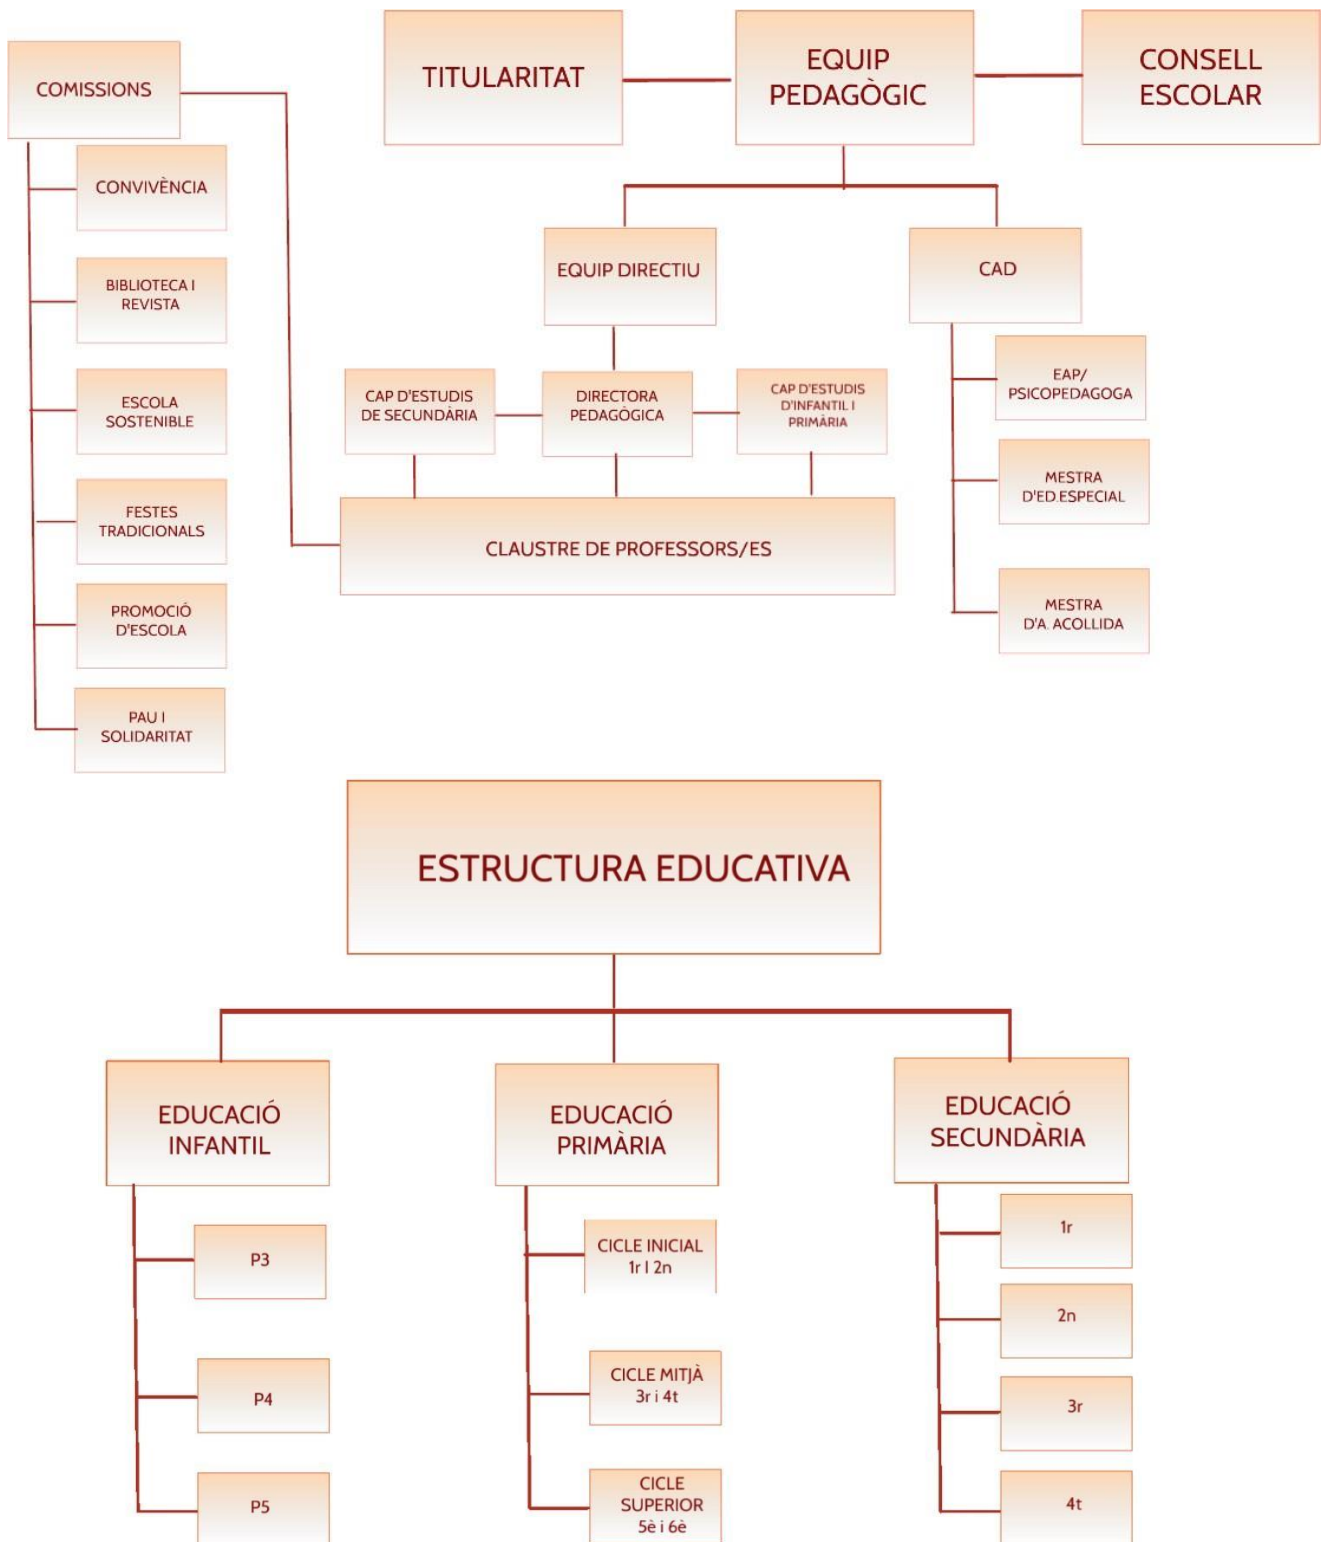 TITULARITAT
EQUIP
PEDAGÒGIC
CONSELL
ESCOLAR
COMISSIONS
CONVIVÈNCIA
BIBLIOTECA I
REVISTA
ESCOLA
SOSTENIBLE
FESTES
TRADICIONALS
PROMOCIÓ
D'ESCOLA
PAU I
SOLIDARITAT
EQUIP DIRECTIU
CAD
CAP D'ESTUDIS
DE SECUNDÀRIA
DIRECTORA
PEDAGÒGICA
CAP D'ESTUDIS
D'INFANTIL I
PRIMÀRIA
CLAUSTRE DE PROFESSORS/ES
EAP/
PSICOPEDAGOGA
MESTRA
D'ED.ESPECIAL
MESTRA
D'A. ACOLLIDA
ESTRUCTURA EDUCATIVA
EDUCACIÓ
INFANTIL
P3
P4
P5
EDUCACIÓ
PRIMÀRIA
CICLE INICIAL
1r I 2n
CICLE MITJÀ
3r i 4t
CICLE
SUPERIOR
5è i 6è
EDUCACIÓ
SECUNDÀRIA
1r
2n
3r
4t